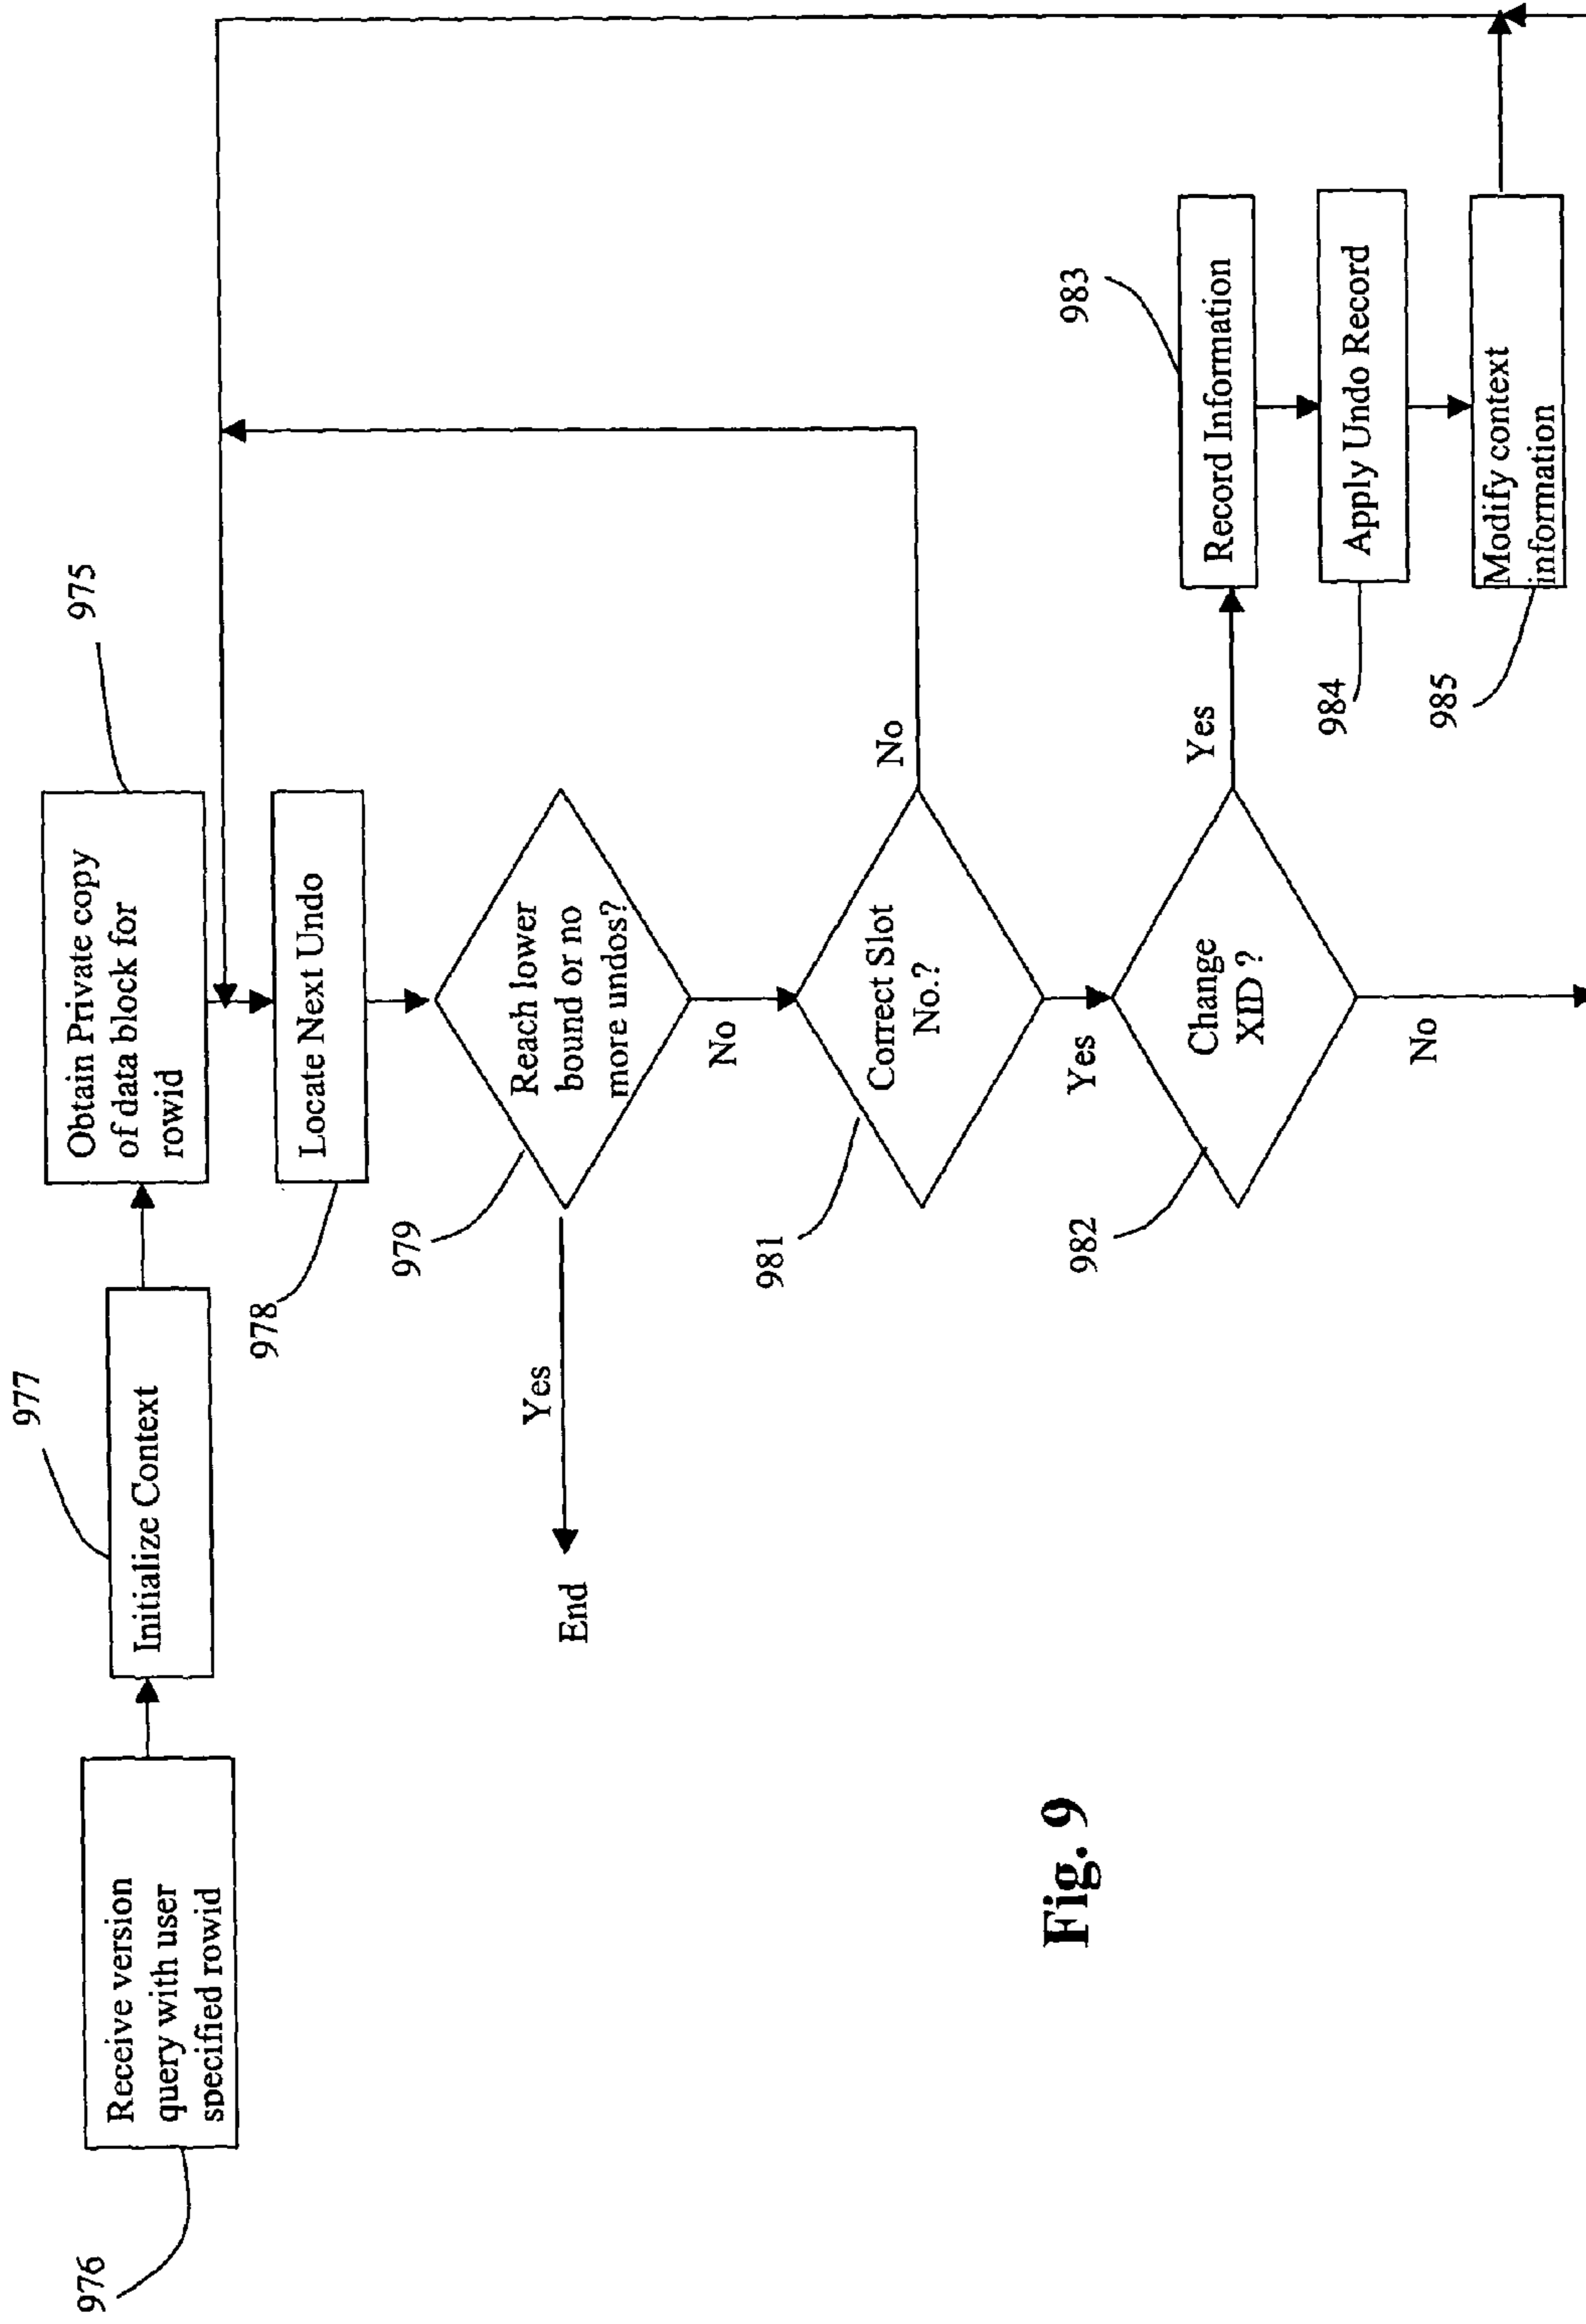 976
Receive version
query with user
specified rowid
977
Initialize Context
975
Obtain Private copy
of data block for
rowid
978
Locate Next Undo
979
Reach lower
bound or no
more undos?
Yes
End
No
981
Correct Slot
No.?
No
Yes
982
Change
XID ?
Yes
No
983
Record Information
984
Apply Undo Record
985
Modify context
information
Fig. 9